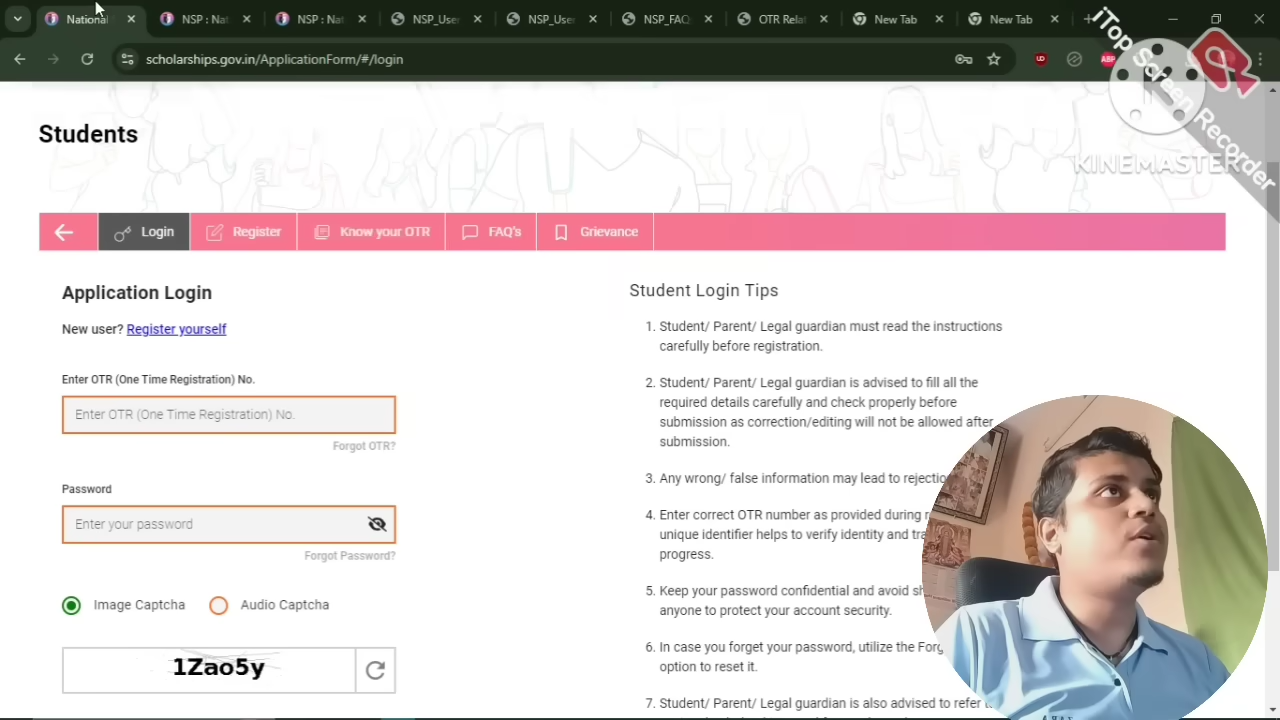 National
NSP : Nat
NSP : Nat
NSP_User
NSP_User
NSP_FAQ
OTR Relat
New Tab
New Tab
scholarships.gov.in/ApplicationForm/#/login
UD
ABP
iTop Screen Recorder
KINEMASTER
Students
Login
Register
Know your OTR
FAQ's
Grievance
Application Login
New user? Register yourself
Enter OTR (One Time Registration) No.
Enter OTR (One Time Registration) No.
Forgot OTR?
Password
Enter your password
Forgot Password?
Image Captcha
Audio Captcha
1Zao5y
Student Login Tips
1. Student/ Parent/ Legal guardian must read the instructions
carefully before registration.
2. Student/ Parent/ Legal guardian is advised to fill all the
required details carefully and check properly before
submission as correction/editing will not be allowed after
submission.
3. Any wrong/ false information may lead to
4. Enter correct OTR number as provided during
unique identifier helps to verify identity and
progress.
5. Keep your password confidential and avoid
anyone to protect your account security.
6. In case you forget your password, utilize the
option to reset it.
7. Student/ Parent/ Legal guardian is also advised to refer